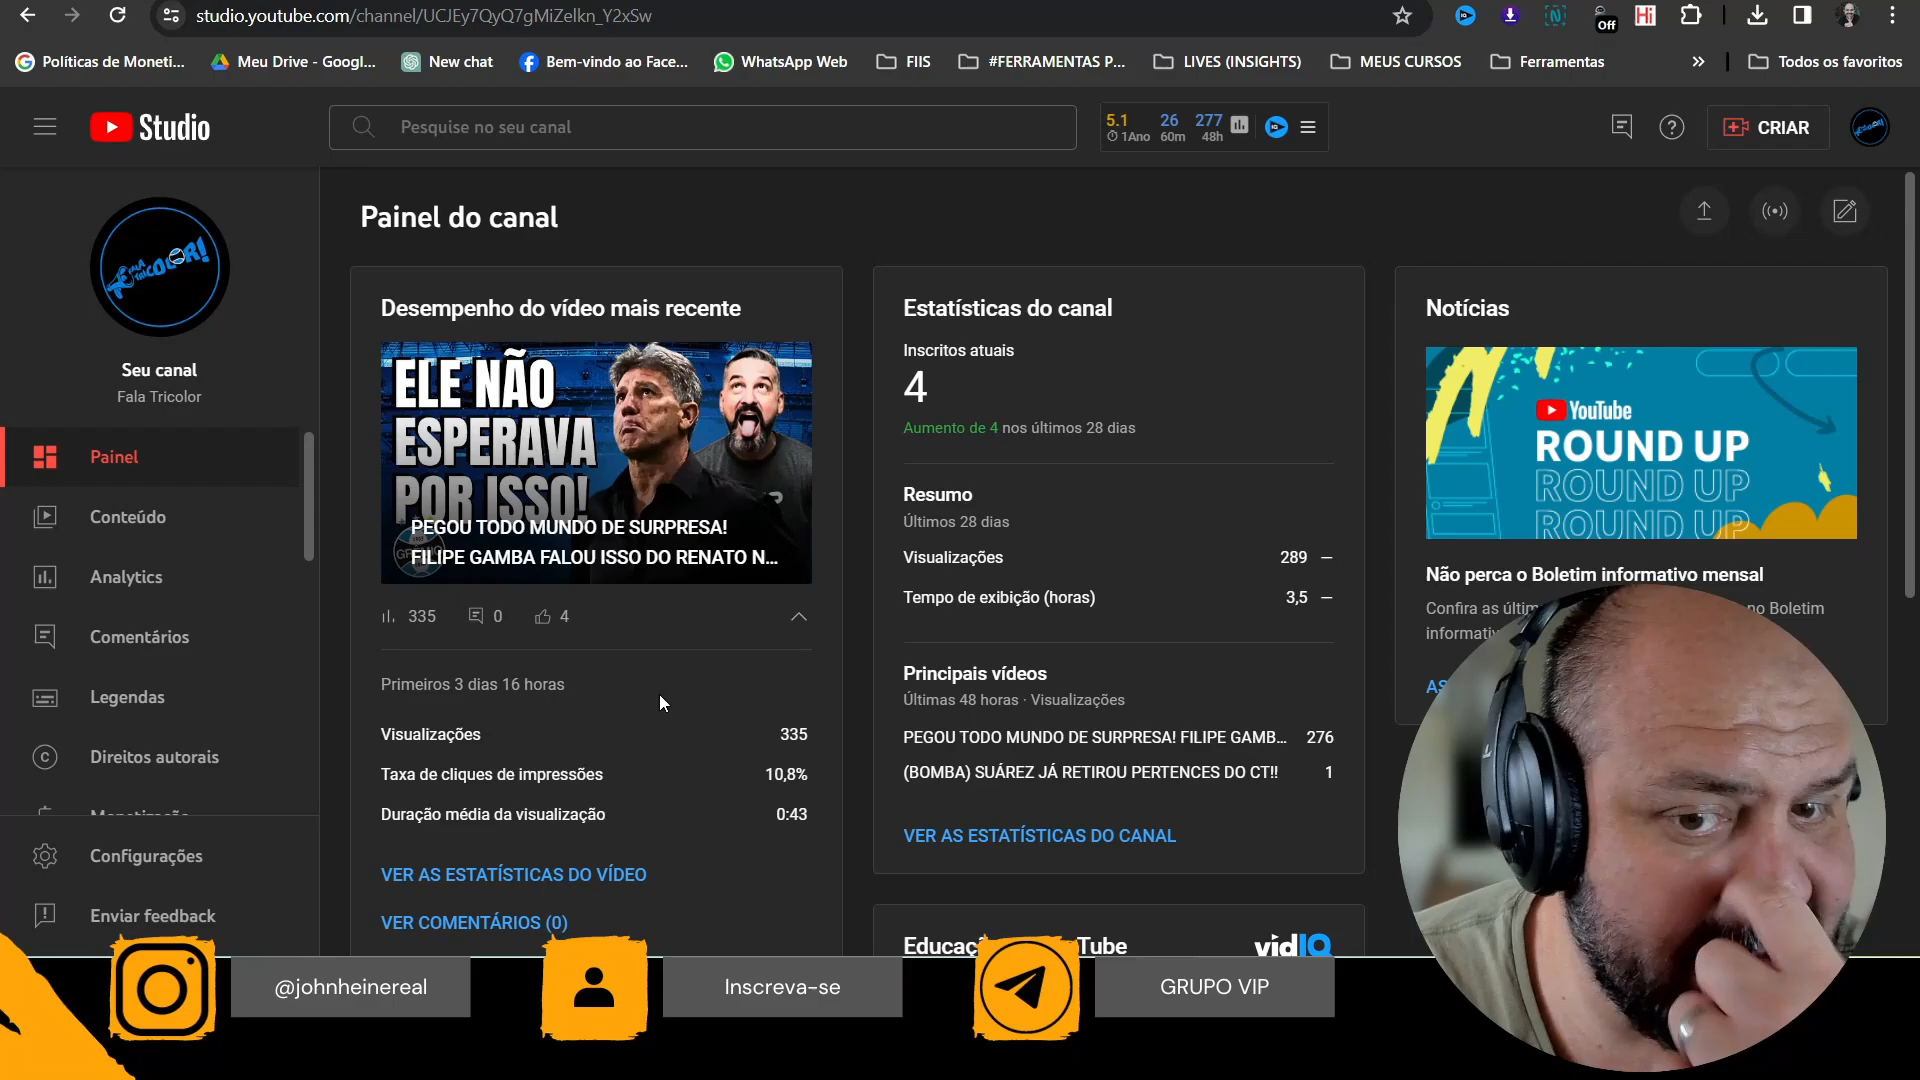 studio.youtube.com/channel/UCJEy7QyQ7gMiZelkn_Y2xSw
Off
Hi
Políticas de Moneti...
Meu Drive - Googl...
New chat
Bem-vindo ao Face...
WhatsApp Web
FIIS
#FERRAMENTAS P...
LIVES (INSIGHTS)
MEUS CURSOS
Ferramentas
»
Todos os favoritos
Studio
Pesquise no seu canal
5.1 26 277
1Ano 60m 48h
CRIAR
FALA TRICOLOR!
Seu canal
Fala Tricolor
Painel
Conteúdo
Analytics
Comentários
Legendas
Direitos autorais
Monetização
Configurações
Enviar feedback
Painel do canal
Desempenho do vídeo mais recente
ELE NÃO
ESPERAVA
POR ISSO!
PEGOU TODO MUNDO DE SURPRESA!
FILIPE GAMBA FALOU ISSO DO RENATO N...
335 0 4
Primeiros 3 dias 16 horas
Visualizações 335
Taxa de cliques de impressões 10,8%
Duração média da visualização 0:43
VER AS ESTATÍSTICAS DO VÍDEO
VER COMENTÁRIOS (0)
Estatísticas do canal
Inscritos atuais
4
Aumento de 4 nos últimos 28 dias
Resumo
Últimos 28 dias
Visualizações 289 —
Tempo de exibição (horas) 3,5 —
Principais vídeos
Últimas 48 horas · Visualizações
PEGOU TODO MUNDO DE SURPRESA! FILIPE GAMB... 276
(BOMBA) SUÁREZ JÁ RETIROU PERTENCES DO CT!! 1
VER AS ESTATÍSTICAS DO CANAL
Tube
vidIQ
Notícias
YouTube
ROUND UP
ROUND UP
ROUND UP
Não perca o Boletim informativo mensal
Confira as no Boletim
@johnheinereal
Inscreva-se
GRUPO VIP